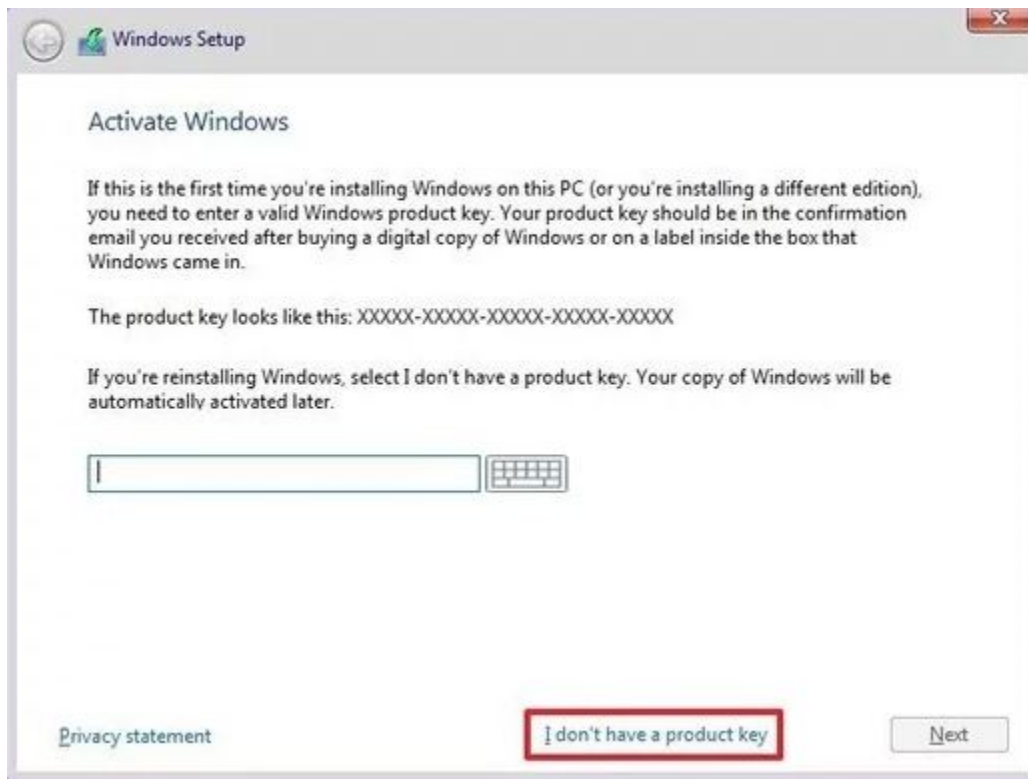 Windows Setup
Activate Windows
If this is the first time you're installing Windows on this PC (or you're installing a different edition),
you need to enter a valid Windows product key. Your product key should be in the confirmation
email you received after buying a digital copy of Windows or on a label inside the box that
Windows came in.
The product key looks like this: XXXXX-XXXXX-XXXXX-XXXXX-XXXXX
If you're reinstalling Windows, select I don't have a product key. Your copy of Windows will be
automatically activated later.
Privacy statement
I don't have a product key
Next